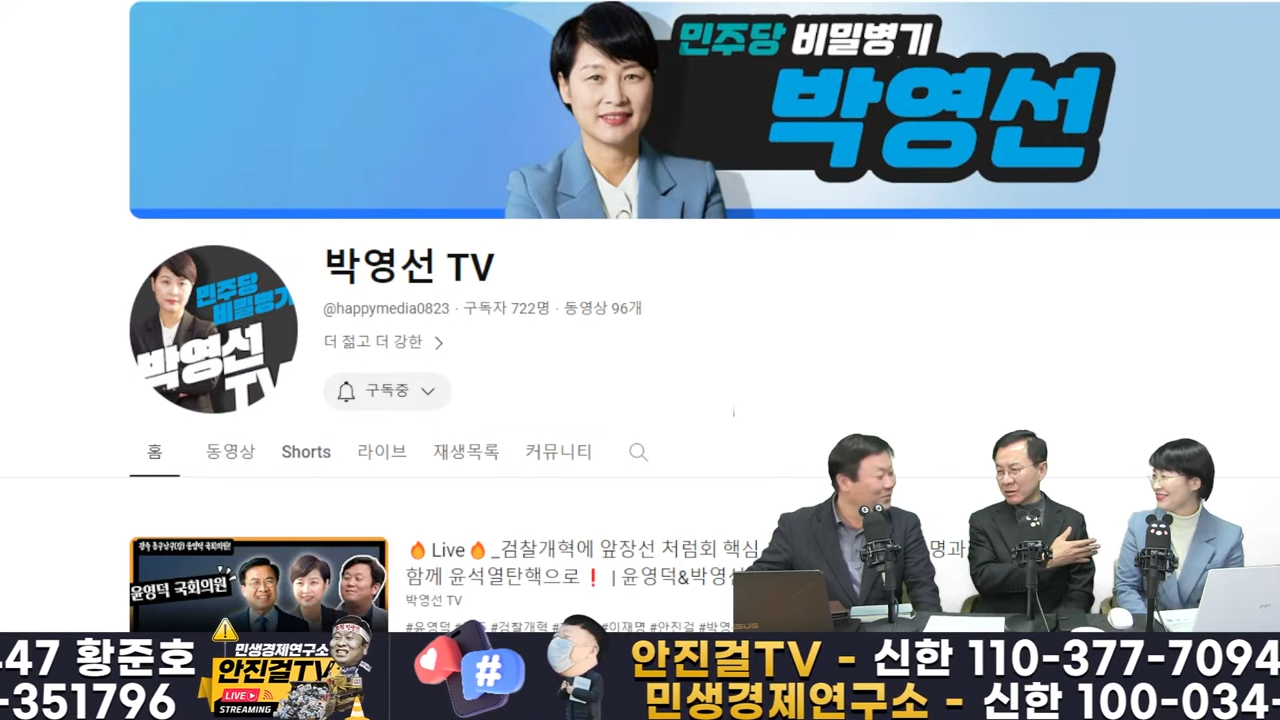 민주당 비밀병기
박영선
민주당
비밀병기
박영선
TV
박영선 TV
@happymedia0823 · 구독자 722명 · 동영상 96개
더 젊고 더 강한
구독중
홈 동영상 Shorts 라이브 재생목록 커뮤니티
광주 동구남구(갑) 윤영덕 국회의원!
윤영덕 국회의원
🔥Live🔥_검찰개혁에 앞장선 처럼회 핵심 명과
함께 윤석열탄핵으로❗ | 윤영덕&박영선
박영선 TV
#윤영덕 #검찰개혁 #이재명 #안진걸 #박영
47 황준호
-351796
민생경제연구소
안진걸TV
LIVE
STREAMING
#
안진걸TV - 신한 110-377-7094
민생경제연구소 - 신한 100-034-